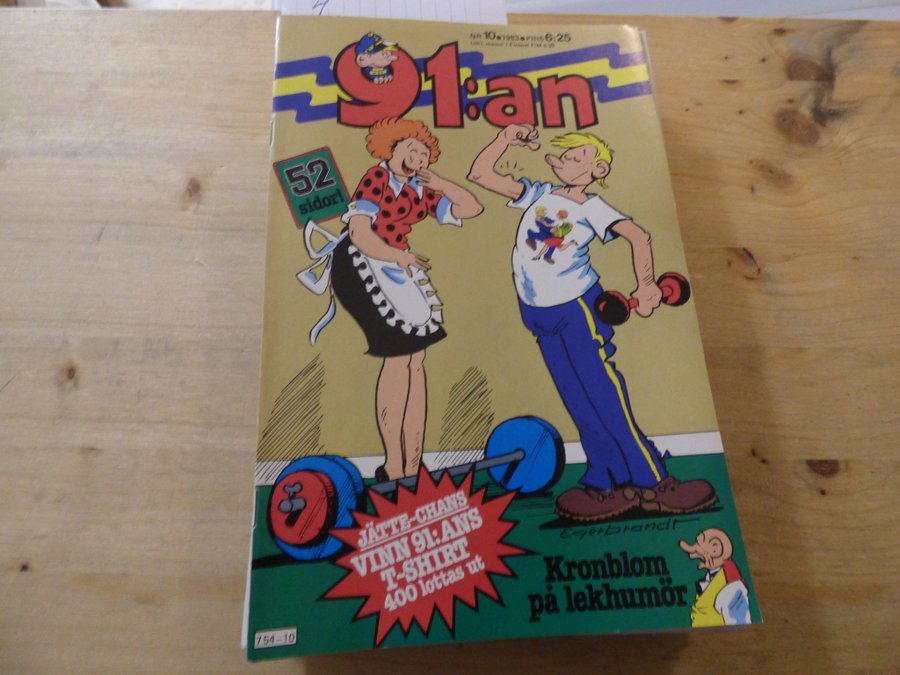 4
NR 10 • 1983 • PRIS 6:25
91:an
52
sidor!
JÄTTE-CHANS
VINN 91:ANS
T-SHIRT
400 lottas ut
Egerbrandt
Kronblom
på lekhumör
754-10